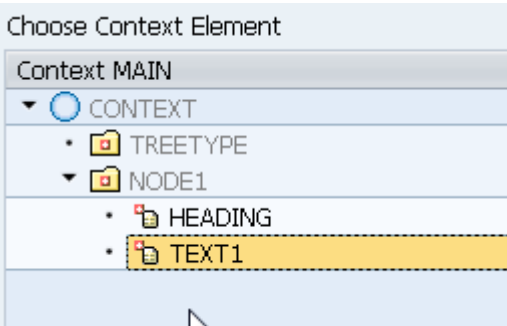 Choose Context Element
Context MAIN
CONTEXT
TREETYPE
NODE1
HEADING
TEXT1